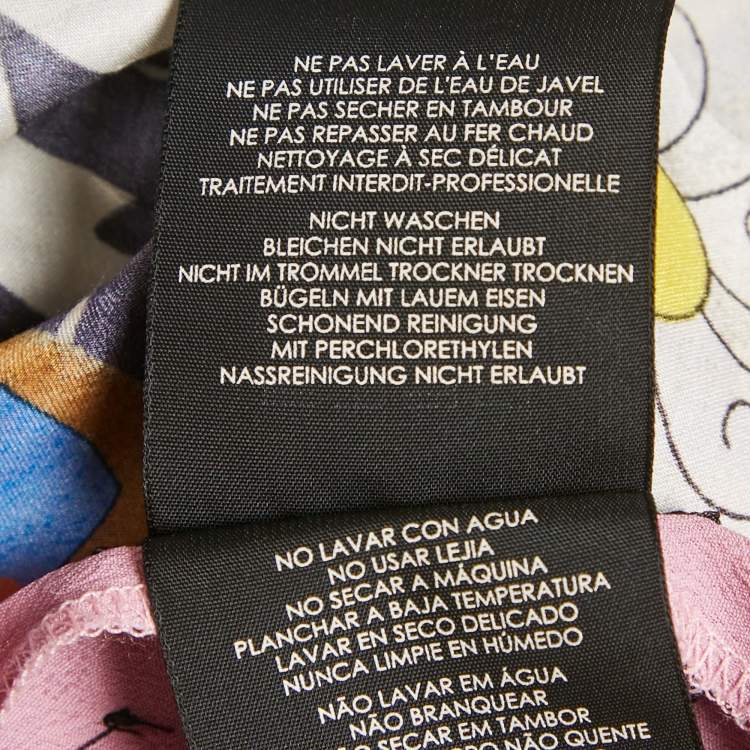 NE PAS LAVER À L'EAU
NE PAS UTILISER DE L'EAU DE JAVEL
NE PAS SECHER EN TAMBOUR
NE PAS REPASSER AU FER CHAUD
NETTOYAGE À SEC DÉLICAT
TRAITEMENT INTERDIT-PROFESSIONELLE
NICHT WASCHEN
BLEICHEN NICHT ERLAUBT
NICHT IM TROMMEL TROCKNER TROCKNEN
BÜGELN MIT LAUEM EISEN
SCHONEND REINIGUNG
MIT PERCHLORETHYLEN
NASSREINIGUNG NICHT ERLAUBT
NO LAVAR CON AGUA
NO USAR LEJIA
NO SECAR A MÁQUINA
PLANCHAR A BAJA TEMPERATURA
LAVAR EN SECO DELICADO
NUNCA LIMPIE EN HÚMEDO
NÃO LAVAR EM ÁGUA
NÃO BRANQUEAR
SECAR EM TAMBOR
NÃO QUENTE